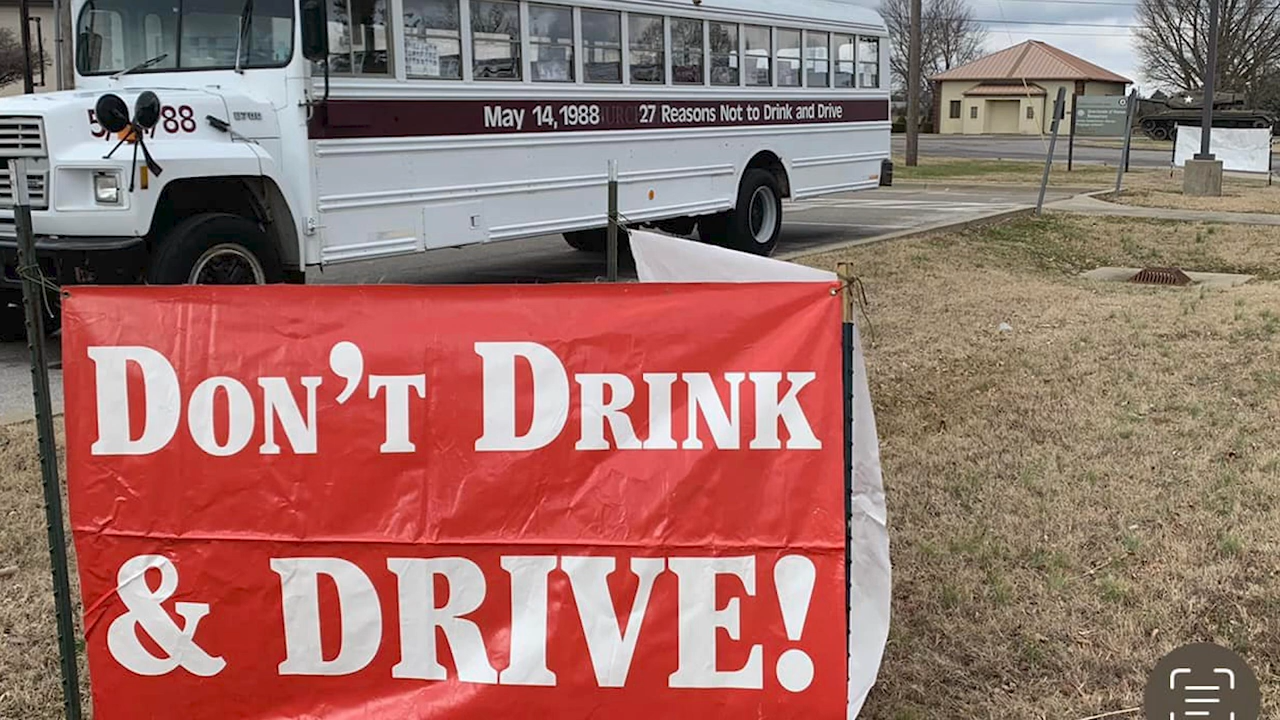 5/14/88
May 14, 1988 27 Reasons Not to Drink and Drive
DON'T DRINK
& DRIVE!